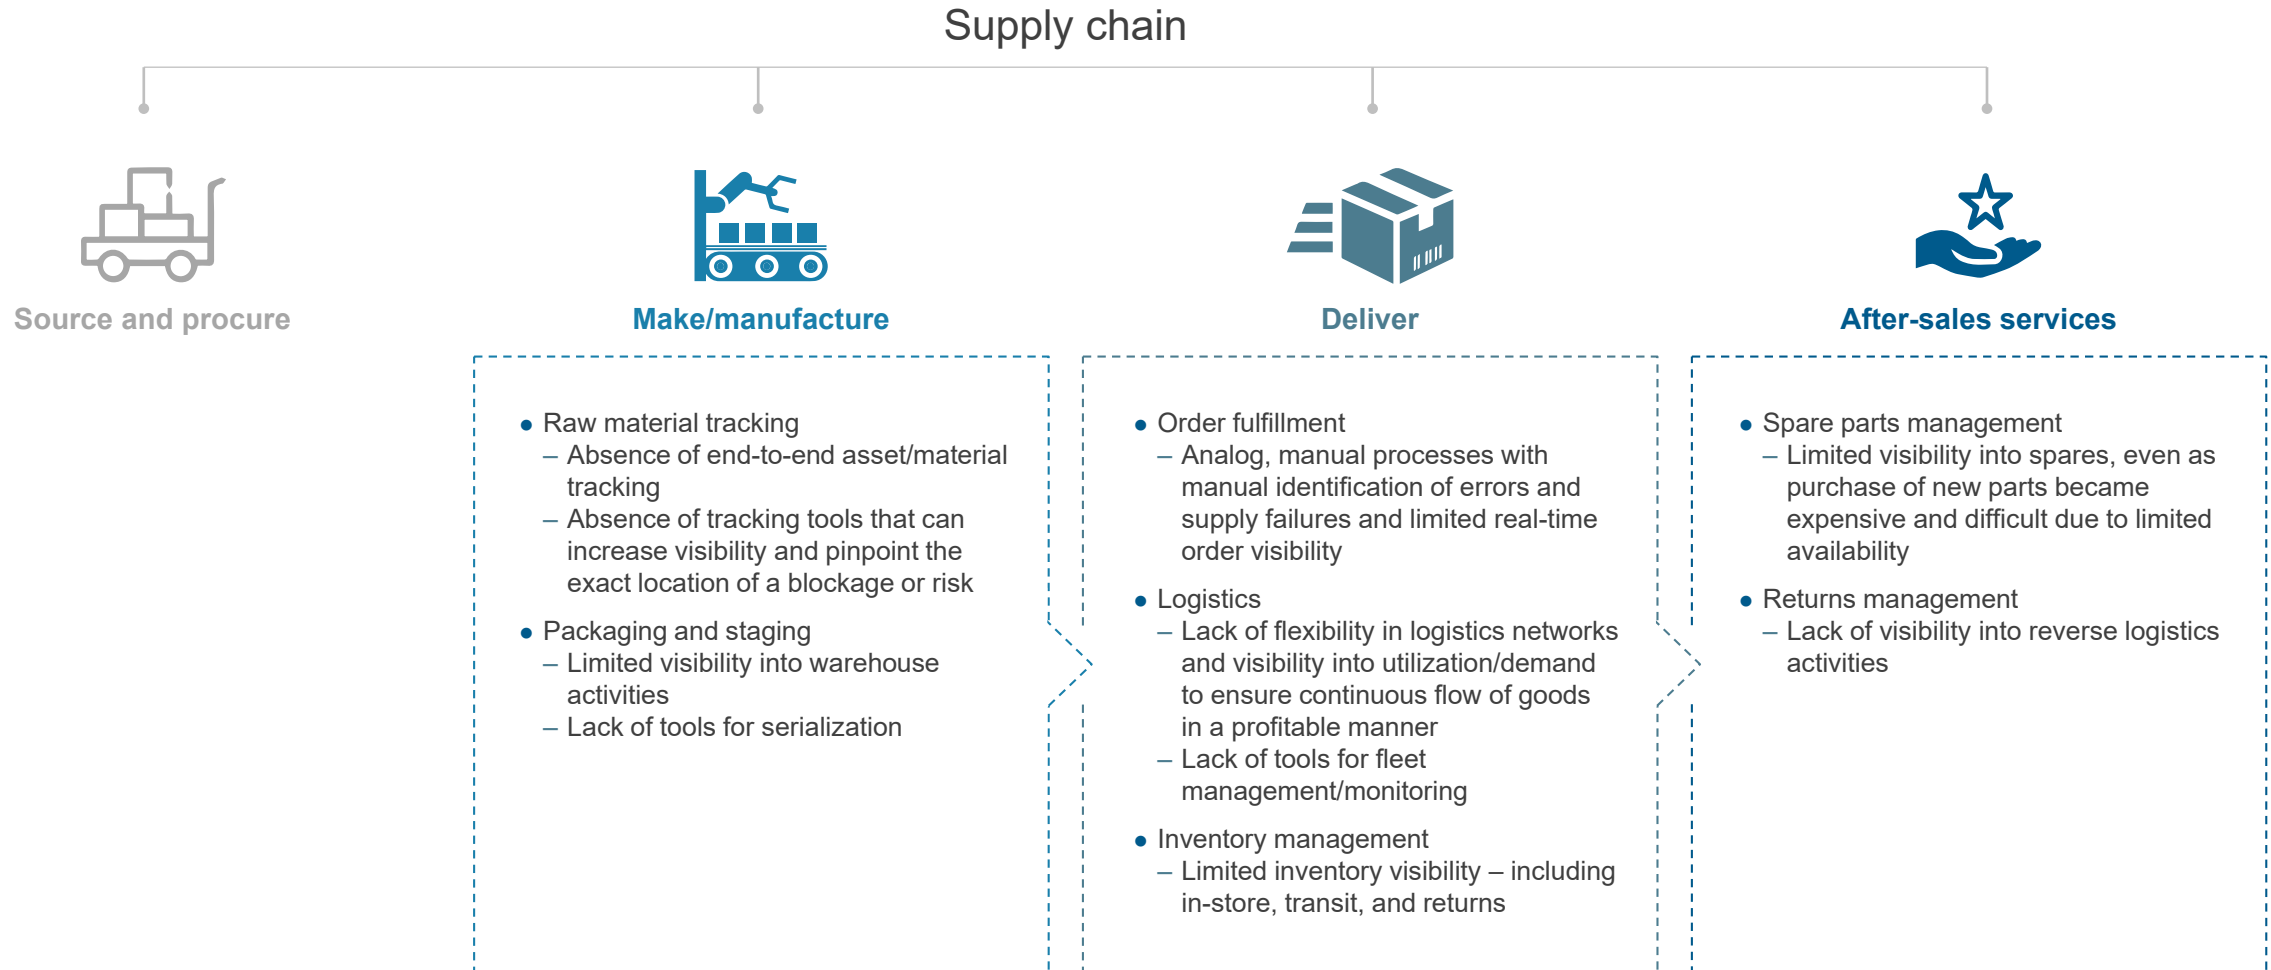 Supply chain
Source and procure
Make/manufacture
Deliver
After-sales services
● Raw material tracking
– Absence of end-to-end asset/material
tracking
– Absence of tracking tools that can
increase visibility and pinpoint the
exact location of a blockage or risk
● Packaging and staging
– Limited visibility into warehouse
activities
– Lack of tools for serialization
● Order fulfillment
– Analog, manual processes with
manual identification of errors and
supply failures and limited real-time
order visibility
● Logistics
– Lack of flexibility in logistics networks
and visibility into utilization/demand
to ensure continuous flow of goods
in a profitable manner
– Lack of tools for fleet
management/monitoring
● Inventory management
– Limited inventory visibility – including
in-store, transit, and returns
● Spare parts management
– Limited visibility into spares, even as
purchase of new parts became
expensive and difficult due to limited
availability
● Returns management
– Lack of visibility into reverse logistics
activities